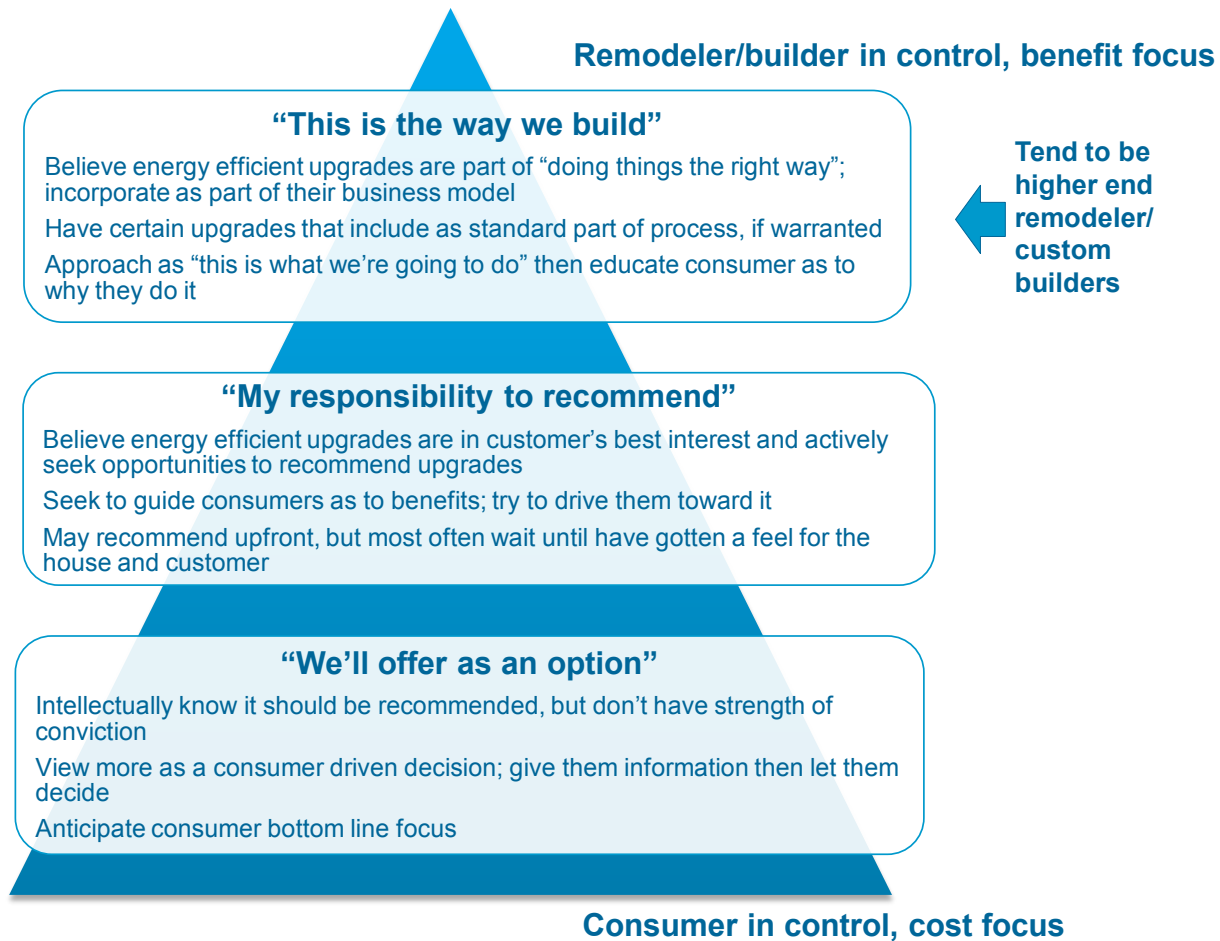 Remodeler/builder in control, benefit focus
“This is the way we build”
Believe energy efficient upgrades are part of “doing things the right way”;
incorporate as part of their business model
Have certain upgrades that include as standard part of process, if warranted
Approach as “this is what we’re going to do” then educate consumer as to
why they do it
Tend to be
higher end
remodeler/
custom
builders
“My responsibility to recommend”
Believe energy efficient upgrades are in customer’s best interest and actively
seek opportunities to recommend upgrades
Seek to guide consumers as to benefits; try to drive them toward it
May recommend upfront, but most often wait until have gotten a feel for the
house and customer
“We’ll offer as an option”
Intellectually know it should be recommended, but don’t have strength of
conviction
View more as a consumer driven decision; give them information then let them
decide
Anticipate consumer bottom line focus
Consumer in control, cost focus